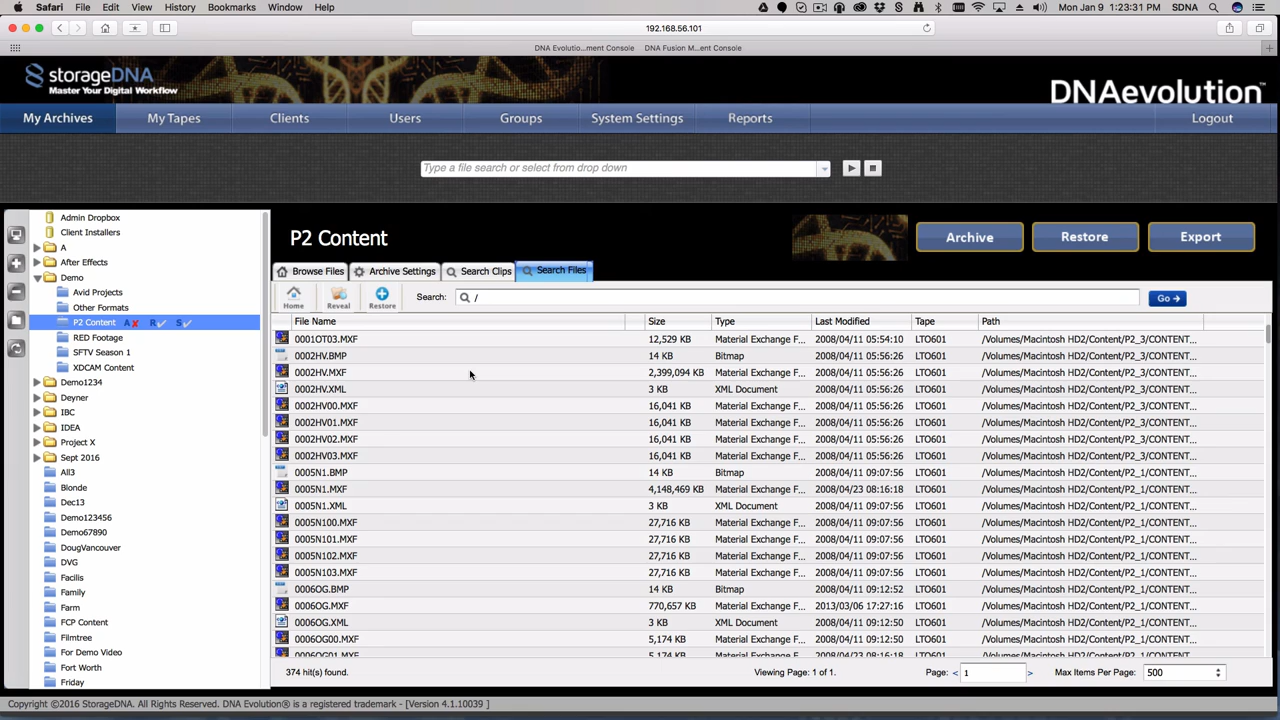 Safari File Edit View History Bookmarks Window Help Mon Jan 9 1:23:31 PM SDNA
192.168.56.101
DNA Evolutio...ment Console DNA Fusion M...ent Console
storageDNA
Master Your Digital Workflow
DNAevolution™
My Archives My Tapes Clients Users Groups System Settings Reports Logout
Type a file search or select from drop down
Admin Dropbox
Client Installers
A
After Effects
Demo
Avid Projects
Other Formats
P2 Content A R S
RED Footage
SFTV Season 1
XDCAM Content
Demo1234
Deyner
IBC
IDEA
Project X
Sept 2016
All3
Blonde
Dec13
Demo123456
Demo67890
DougVancouver
DVG
Facilis
Family
Farm
FCP Content
Filmtree
For Demo Video
Fort Worth
Friday
P2 Content Archive Restore Export
Browse Files Archive Settings Search Clips Search Files
Home Reveal Restore Search: / Go
File Name Size Type Last Modified Tape Path
0001OT03.MXF 12,529 KB Material Exchange F... 2008/04/11 05:54:10 LTO601 /Volumes/Macintosh HD2/Content/P2_3/CONTENT...
0002HV.BMP 14 KB Bitmap 2008/04/11 05:56:26 LTO601 /Volumes/Macintosh HD2/Content/P2_3/CONTENT...
0002HV.MXF 2,399,094 KB Material Exchange F... 2008/04/11 05:56:26 LTO601 /Volumes/Macintosh HD2/Content/P2_3/CONTENT...
0002HV.XML 3 KB XML Document 2008/04/11 05:56:26 LTO601 /Volumes/Macintosh HD2/Content/P2_3/CONTENT...
0002HV00.MXF 16,041 KB Material Exchange F... 2008/04/11 05:56:26 LTO601 /Volumes/Macintosh HD2/Content/P2_3/CONTENT...
0002HV01.MXF 16,041 KB Material Exchange F... 2008/04/11 05:56:26 LTO601 /Volumes/Macintosh HD2/Content/P2_3/CONTENT...
0002HV02.MXF 16,041 KB Material Exchange F... 2008/04/11 05:56:26 LTO601 /Volumes/Macintosh HD2/Content/P2_3/CONTENT...
0002HV03.MXF 16,041 KB Material Exchange F... 2008/04/11 05:56:26 LTO601 /Volumes/Macintosh HD2/Content/P2_3/CONTENT...
0005N1.BMP 14 KB Bitmap 2008/04/11 09:07:56 LTO601 /Volumes/Macintosh HD2/Content/P2_1/CONTENT...
0005N1.MXF 4,148,469 KB Material Exchange F... 2008/04/23 08:16:18 LTO601 /Volumes/Macintosh HD2/Content/P2_1/CONTENT...
0005N1.XML 3 KB XML Document 2008/04/11 09:07:56 LTO601 /Volumes/Macintosh HD2/Content/P2_1/CONTENT...
0005N100.MXF 27,716 KB Material Exchange F... 2008/04/11 09:07:56 LTO601 /Volumes/Macintosh HD2/Content/P2_1/CONTENT...
0005N101.MXF 27,716 KB Material Exchange F... 2008/04/11 09:07:56 LTO601 /Volumes/Macintosh HD2/Content/P2_1/CONTENT...
0005N102.MXF 27,716 KB Material Exchange F... 2008/04/11 09:07:56 LTO601 /Volumes/Macintosh HD2/Content/P2_1/CONTENT...
0005N103.MXF 27,716 KB Material Exchange F... 2008/04/11 09:07:56 LTO601 /Volumes/Macintosh HD2/Content/P2_1/CONTENT...
0006OG.BMP 14 KB Bitmap 2008/04/11 09:12:52 LTO601 /Volumes/Macintosh HD2/Content/P2_1/CONTENT...
0006OG.MXF 770,657 KB Material Exchange F... 2013/03/06 17:27:16 LTO601 /Volumes/Macintosh HD2/Content/P2_1/CONTENT...
0006OG.XML 3 KB XML Document 2008/04/11 09:12:50 LTO601 /Volumes/Macintosh HD2/Content/P2_1/CONTENT...
0006OG00.MXF 5,174 KB Material Exchange F... 2008/04/11 09:12:50 LTO601 /Volumes/Macintosh HD2/Content/P2_1/CONTENT...
0006OG01.MXF 5,174 KB Material Exchange F... 2008/04/23 08:16:18 LTO601 /Volumes/Macintosh HD2/Content/P2_1/CONTENT...
374 hit(s) found. Viewing Page: 1 of 1. Page: < 1 > Max Items Per Page: 500
Copyright ©2016 StorageDNA. All Rights Reserved. DNA Evolution® is a registered trademark - [Version 4.1.10039 ]